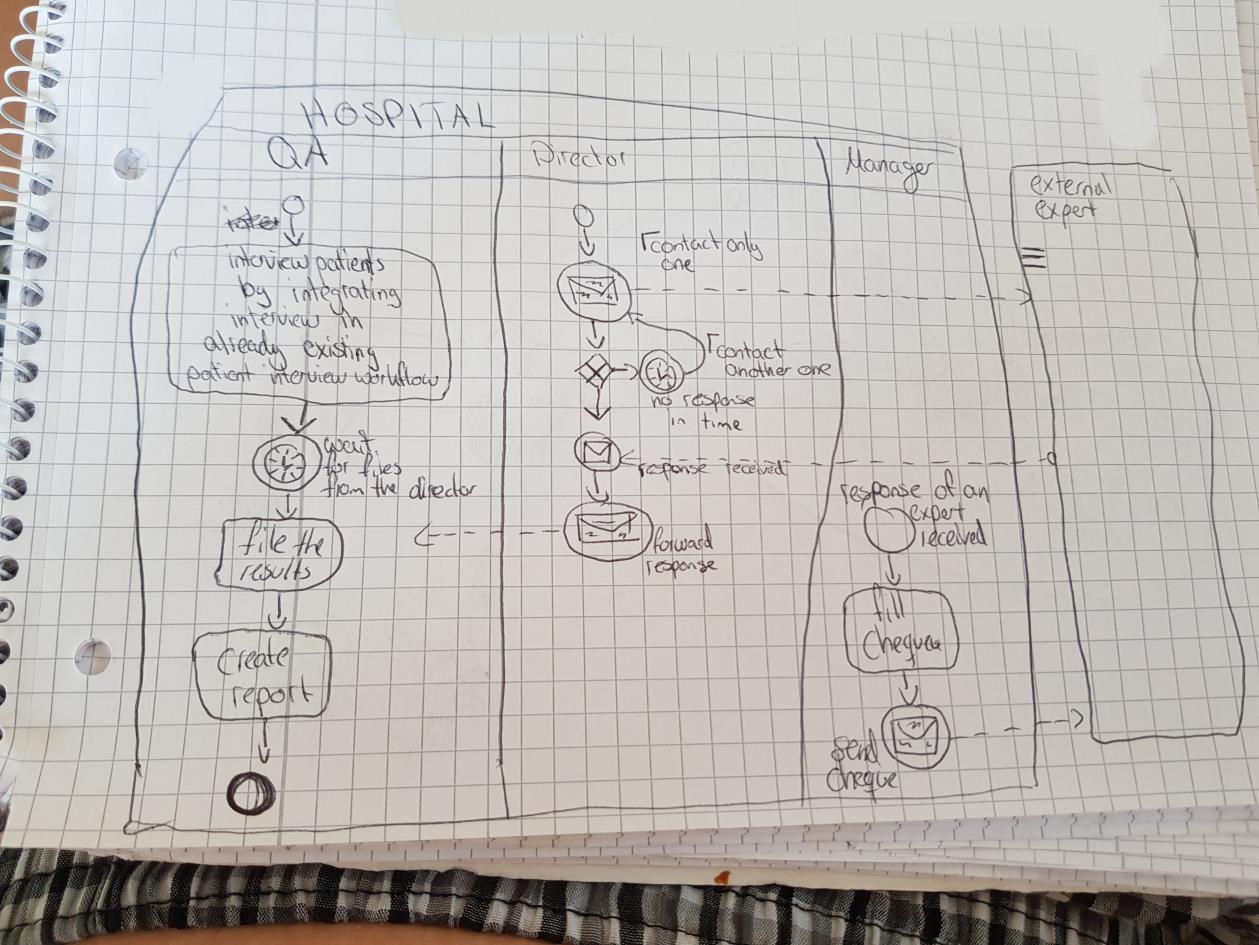 HOSPITAL
QA
Director
Manager
external
expert
interview patients
by integrating
interview in
already existing
patient interview workflow
wait
for files
from the director
file the
results
Create
report
contact only
one
contact
another one
no response
in time
response received
forward
response
response of an
expert
received
fill
Cheque
send
cheque